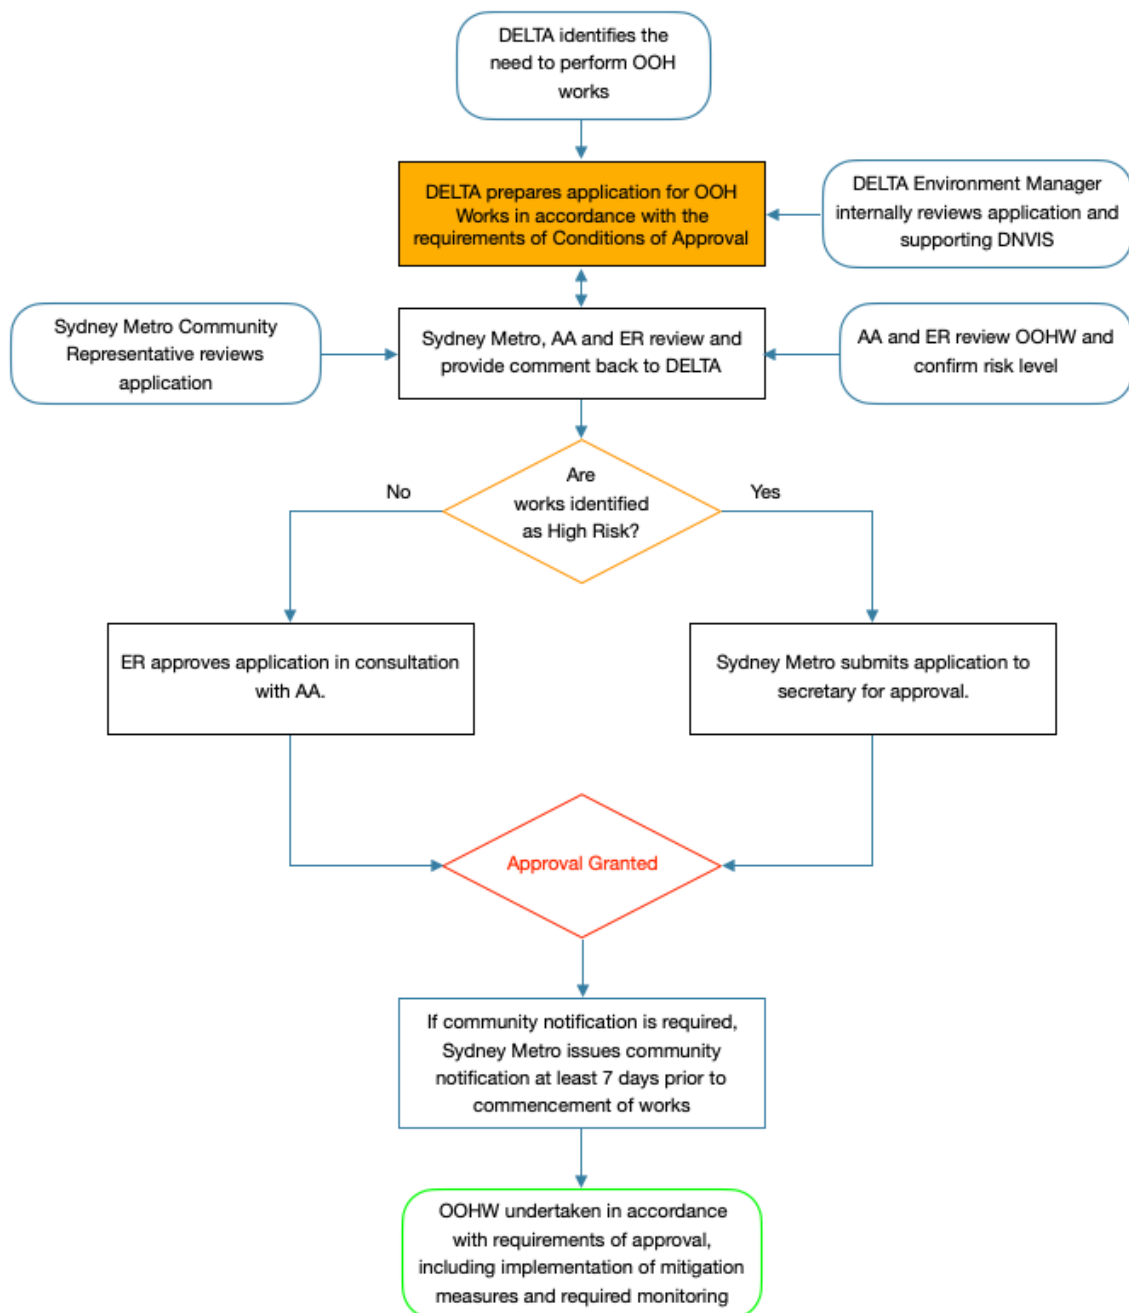 DELTA identifies the
need to perform OOH
works
DELTA prepares application for OOH
Works in accordance with the
requirements of Conditions of Approval
DELTA Environment Manager
internally reviews application and
supporting DNVIS
Sydney Metro Community
Representative reviews
application
Sydney Metro, AA and ER review and
provide comment back to DELTA
AA and ER review OOHW and
confirm risk level
Are
works identified
as High Risk?
No
Yes
ER approves application in consultation
with AA.
Sydney Metro submits application to
secretary for approval.
Approval Granted
If community notification is required,
Sydney Metro issues community
notification at least 7 days prior to
commencement of works
OOHW undertaken in accordance
with requirements of approval,
including implementation of mitigation
measures and required monitoring